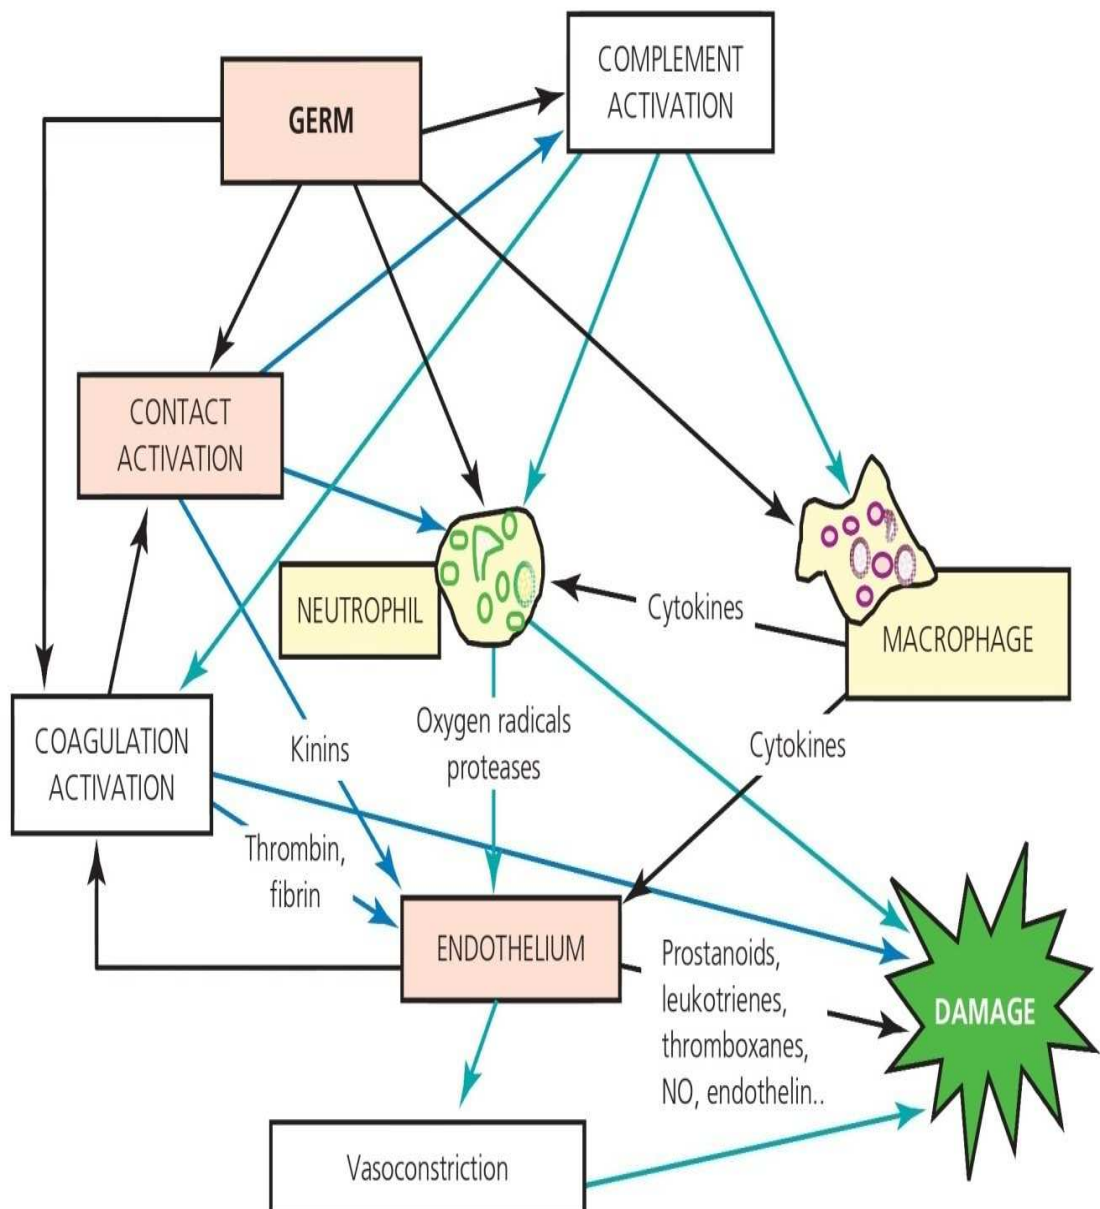 COMPLEMENT
ACTIVATION
GERM
CONTACT
ACTIVATION
NEUTROPHIL
Cytokines
MACROPHAGE
COAGULATION
ACTIVATION
Kinins
Oxygen radicals
proteases
Cytokines
Thrombin,
fibrin
ENDOTHELIUM
Prostanoids,
leukotrienes,
thromboxanes,
NO, endothelin..
DAMAGE
Vasoconstriction